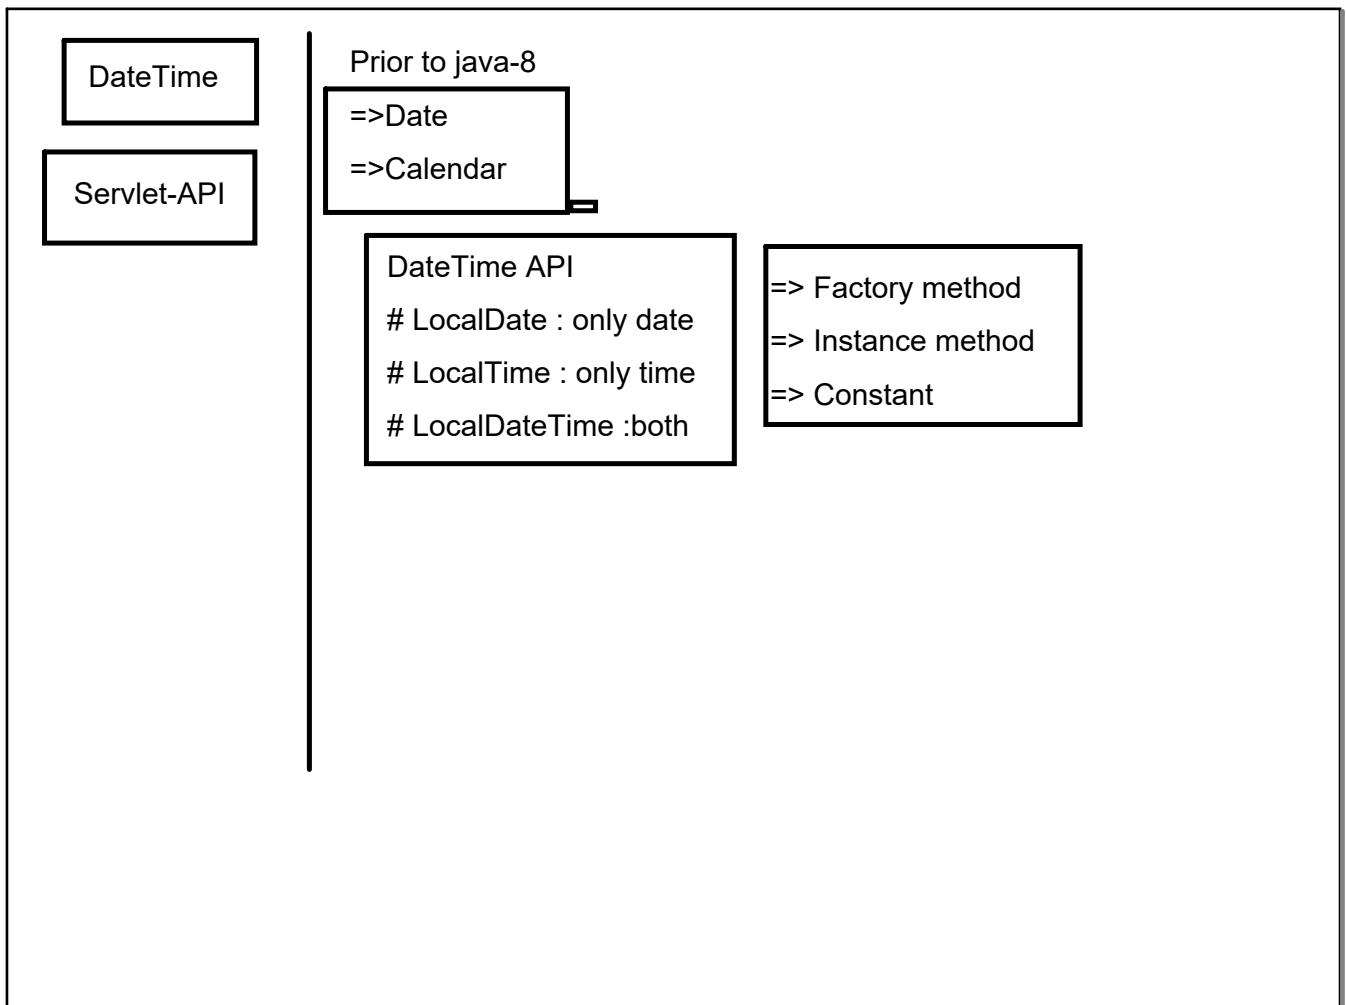 DateTime
Servlet-API
Prior to java-8
=>Date
=>Calendar
DateTime API
# LocalDate : only date
# LocalTime : only time
# LocalDateTime :both
=> Factory method
=> Instance method
=> Constant